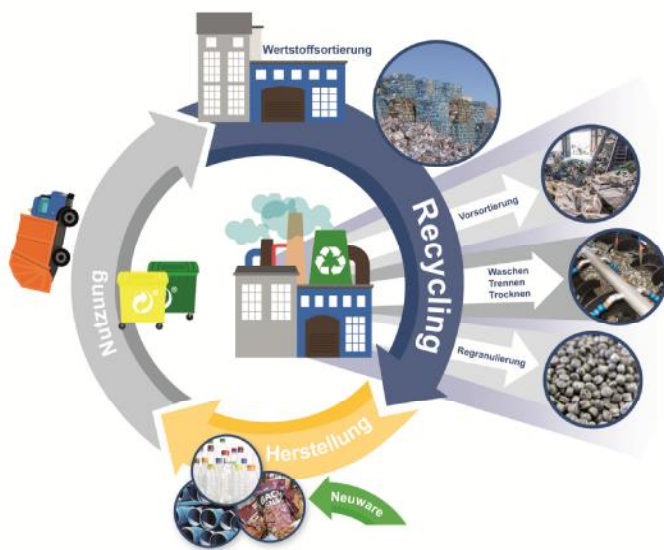 Wertstoffsortierung
Recycling
Vorsortierung
Waschen
Trennen
Trocknen
Regranulierung
Herstellung
Neuware
Nutzung